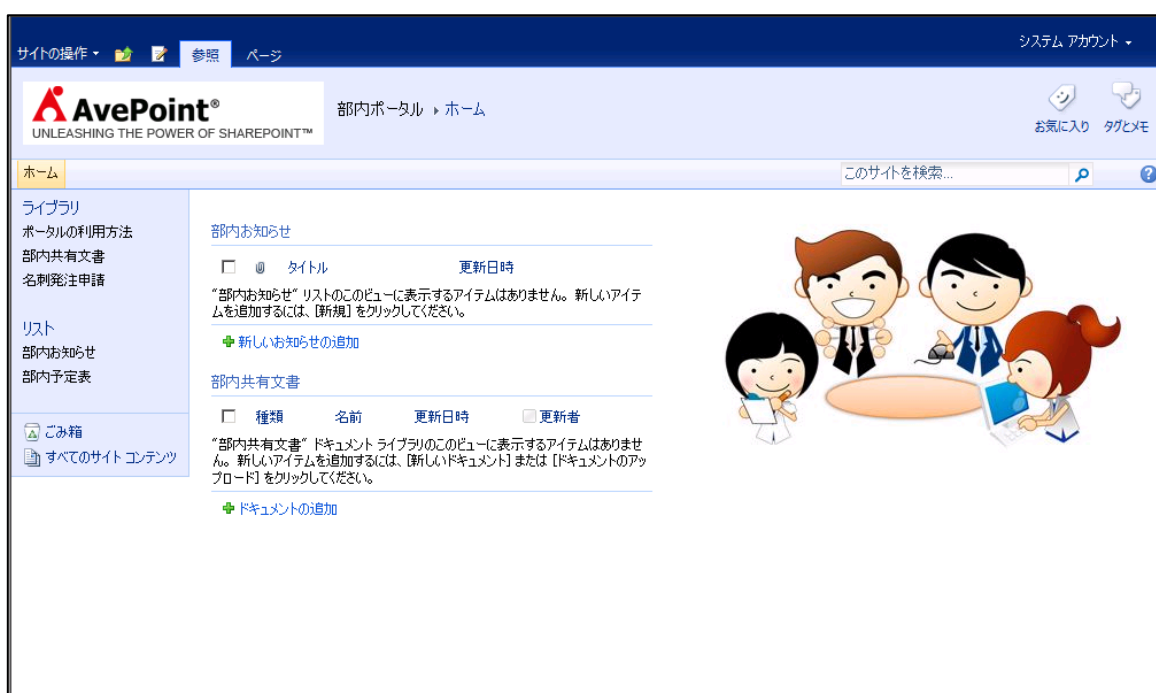 システム アカウント
サイトの操作
参照
ページ
AvePoint®
UNLEASHING THE POWER OF SHAREPOINT™
部内ポータル ▸ ホーム
お気に入り
タグとメモ
ホーム
このサイトを検索...
ライブラリ
ポータルの利用方法
部内共有文書
名刺発注申請
リスト
部内お知らせ
部内予定表
ごみ箱
すべてのサイト コンテンツ
部内お知らせ
タイトル 更新日時
"部内お知らせ" リストのこのビューに表示するアイテムはありません。新しいアイテ
ムを追加するには、[新規] をクリックしてください。
新しいお知らせの追加
部内共有文書
種類 名前 更新日時 更新者
"部内共有文書" ドキュメント ライブラリのこのビューに表示するアイテムはありませ
ん。新しいアイテムを追加するには、[新しいドキュメント] または [ドキュメントのアッ
プロード] をクリックしてください。
ドキュメントの追加